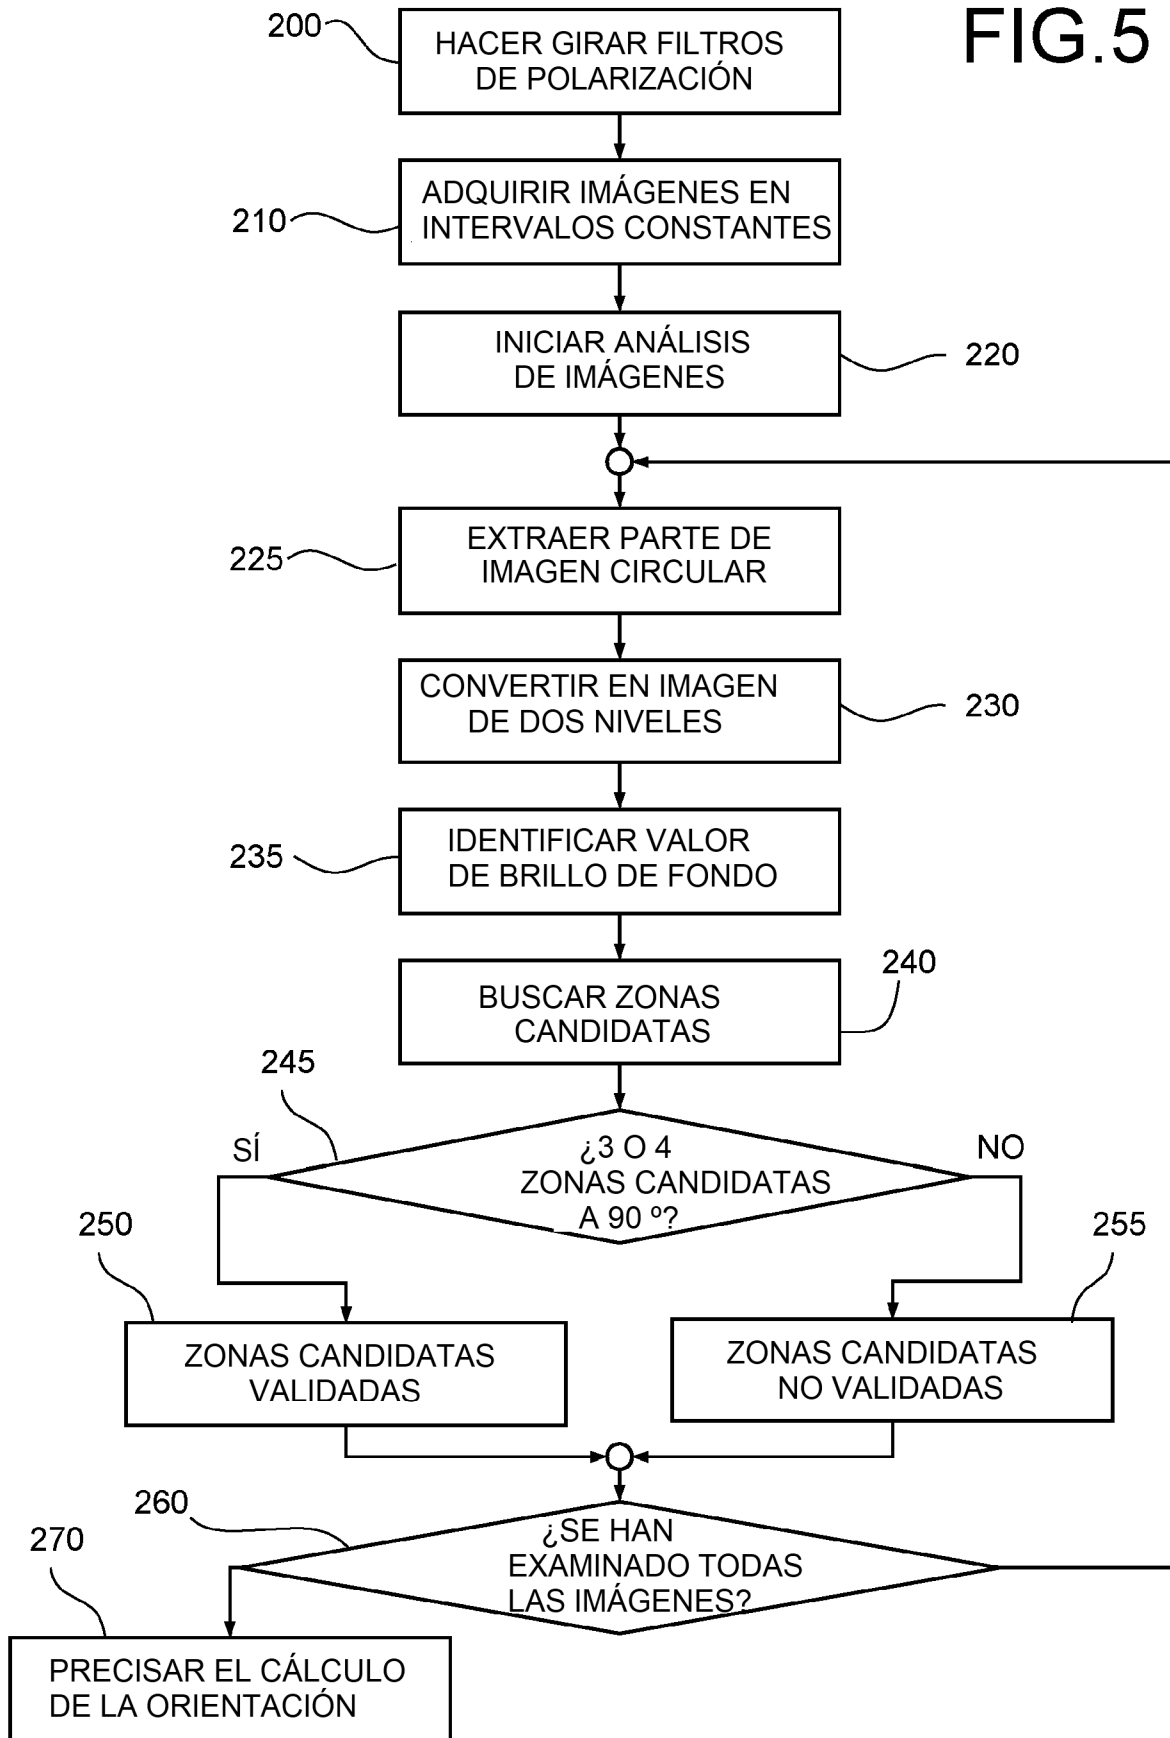 FIG.5
200
HACER GIRAR FILTROS
DE POLARIZACIÓN
210
ADQUIRIR IMÁGENES EN
INTERVALOS CONSTANTES
INICIAR ANÁLISIS
DE IMÁGENES
220
225
EXTRAER PARTE DE
IMAGEN CIRCULAR
CONVERTIR EN IMAGEN
DE DOS NIVELES
230
235
IDENTIFICAR VALOR
DE BRILLO DE FONDO
240
BUSCAR ZONAS
CANDIDATAS
245
SÍ
¿3 O 4
ZONAS CANDIDATAS
A 90 º?
NO
250
ZONAS CANDIDATAS
VALIDADAS
255
ZONAS CANDIDATAS
NO VALIDADAS
260
¿SE HAN
EXAMINADO TODAS
LAS IMÁGENES?
270
PRECISAR EL CÁLCULO
DE LA ORIENTACIÓN